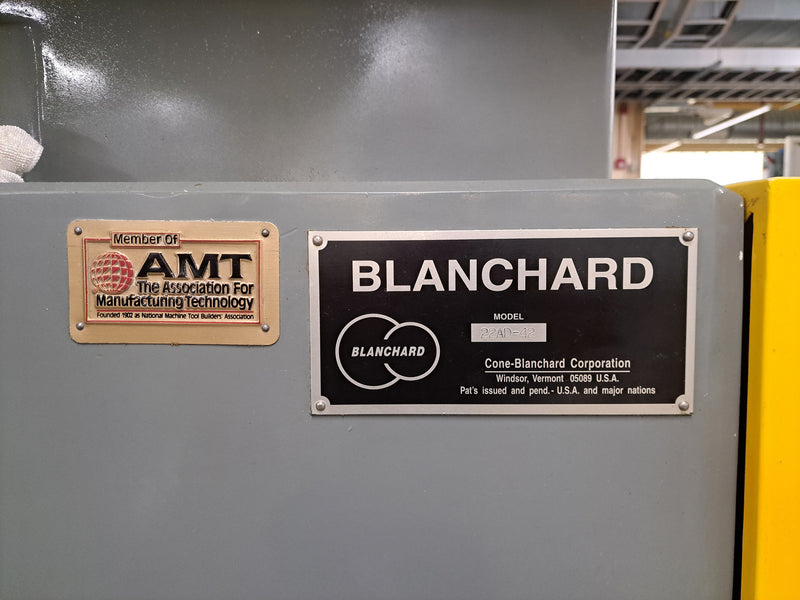 Member Of
AMT
The Association For
Manufacturing Technology
Founded 1902 as National Machine Tool Builders' Association
BLANCHARD
MODEL
22AD-42
BLANCHARD
Cone-Blanchard Corporation
Windsor, Vermont 05089 U.S.A.
Pat's issued and pend.- U.S.A. and major nations